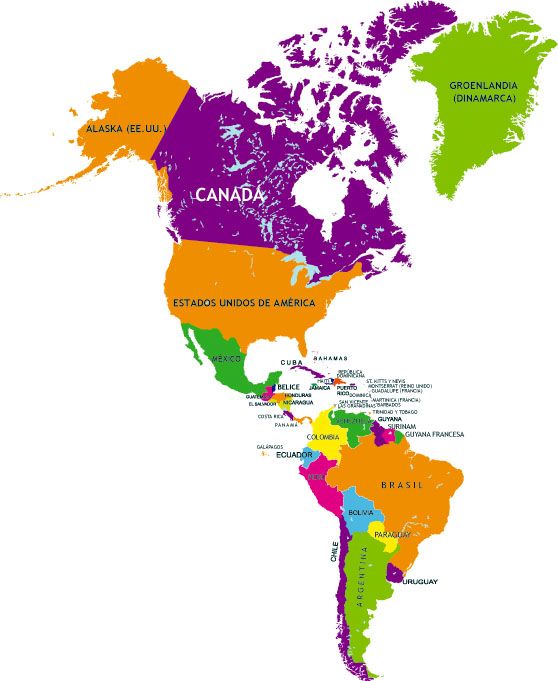 GROENLANDIA
(DINAMARCA)
ALASKA (EE.UU.)
CANADA
ESTADOS UNIDOS DE AMÉRICA
MÉXICO
CUBA
BAHAMAS
HAITI
REPÚBLICA
DOMINICANA
JAMAICA
PUERTO
RICO
ST. KITTS Y NEVIS
MONTSERRAT (REINO UNIDO)
GUADALUPE (FRANCIA)
DOMINICA
MARTINICA (FRANCIA)
BARBADOS
SAN VICENTE
Y LAS GRANADINAS
TRINIDAD Y TOBAGO
BELICE
GUATEM
HONDURAS
EL SALVADOR
NICARAGUA
COSTA RICA
PANAMÁ
VENEZUELA
GUYANA
SURINAM
GUYANA FRANCESA
COLOMBIA
GALÁPAGOS
ECUADOR
PERÚ
BRASIL
BOLIVIA
PARAGUAY
CHILE
ARGENTINA
URUGUAY